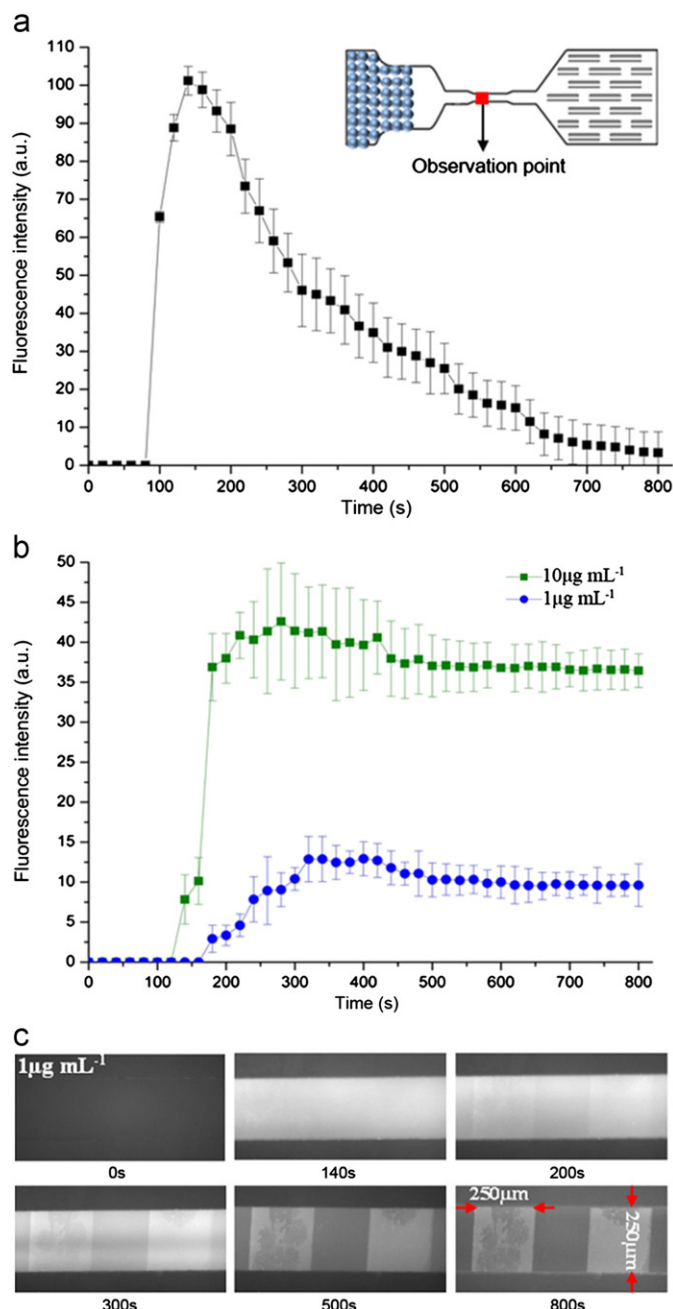 a
110
100
90
80
70
60
50
40
30
20
10
0
Fluorescence intensity (a.u.)
0 100 200 300 400 500 600 700 800
Time (s)
Observation point
b
50
45
40
35
30
25
20
15
10
5
0
Fluorescence intensity (a.u.)
10μg mL⁻¹
1μg mL⁻¹
0 100 200 300 400 500 600 700 800
Time (s)
c
1μg mL⁻¹
0s 140s 200s
250μm
250μm
300s 500s 800s